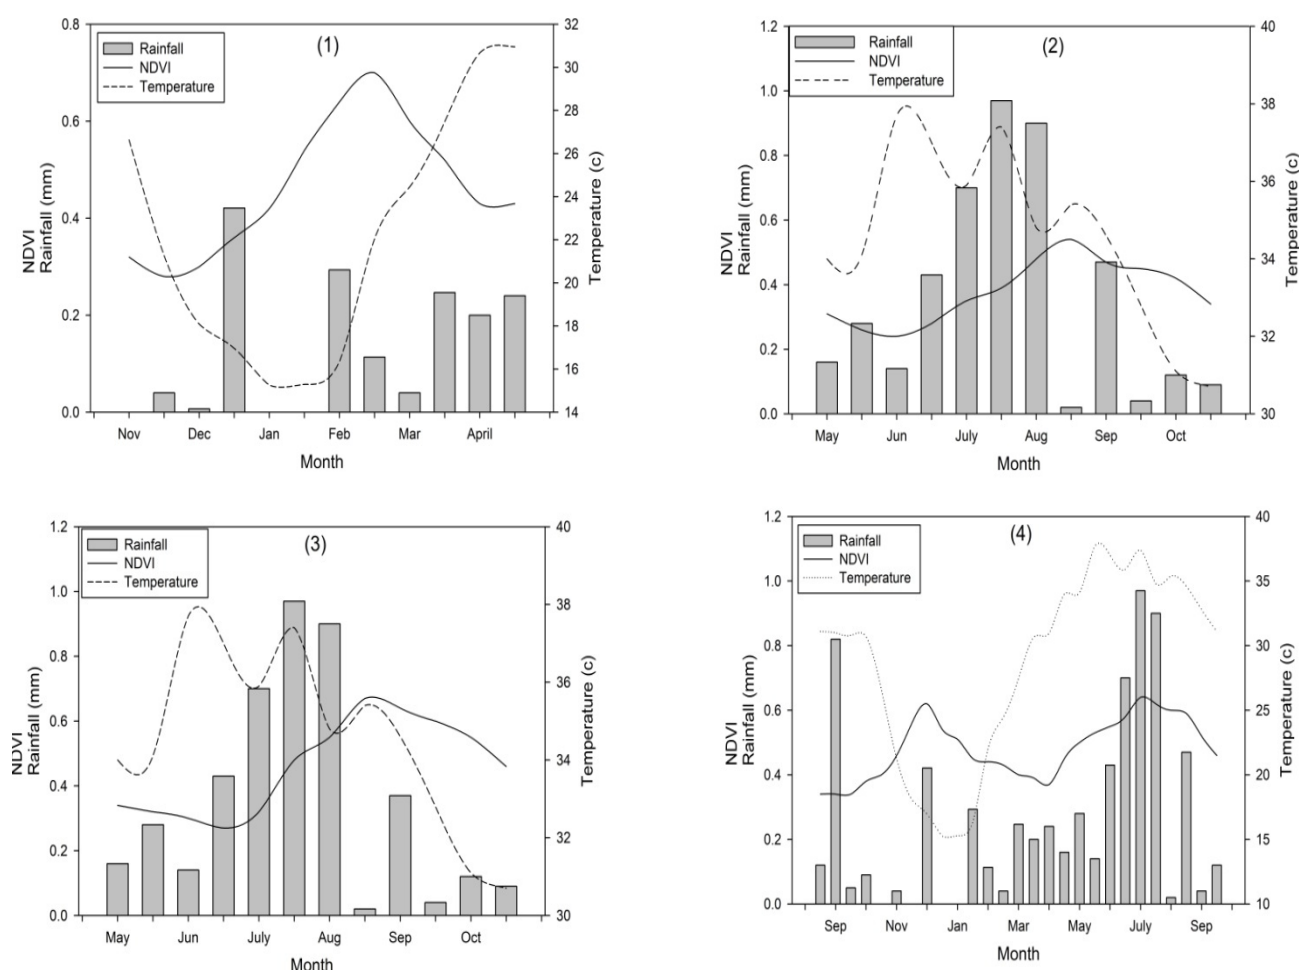 (1)
Rainfall
NDVI
Temperature
0.8
0.6
0.4
0.2
0.0
NDVI
Rainfall (mm)
32
30
28
26
24
22
20
18
16
14
Temperature (c)
Nov Dec Jan Feb Mar April
Month
(2)
Rainfall
NDVI
Temperature
1.2
1.0
0.8
0.6
0.4
0.2
0.0
NDVI
Rainfall (mm)
40
38
36
34
32
30
Temperature (c)
May Jun July Aug Sep Oct
Month
(3)
Rainfall
NDVI
Temperature
1.2
1.0
0.8
0.6
0.4
0.2
0.0
NDVI
Rainfall (mm)
40
38
36
34
32
30
Temperature (c)
May Jun July Aug Sep Oct
Month
(4)
Rainfall
NDVI
Temperature
1.2
1.0
0.8
0.6
0.4
0.2
0.0
NDVI
Rainfall (mm)
40
35
30
25
20
15
10
Temperature (c)
Sep Nov Jan Mar May July Sep
Month